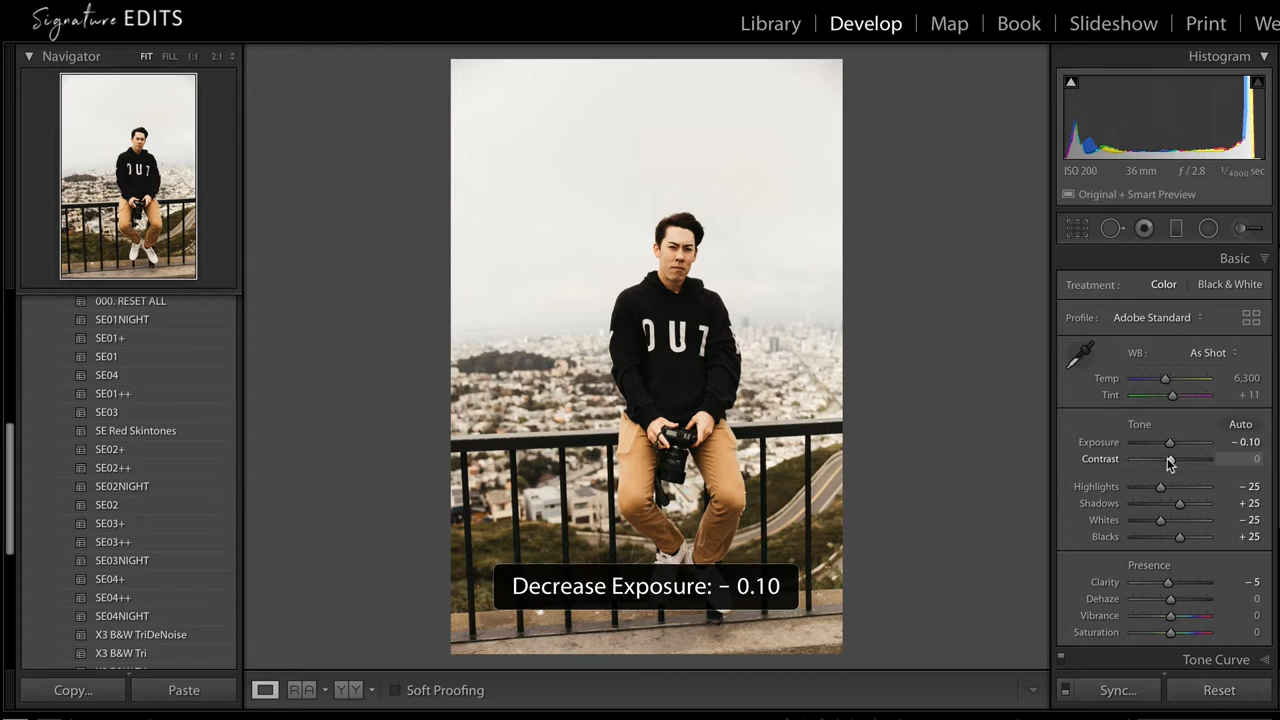 Signature EDITS
Library | Develop | Map | Book | Slideshow | Print | We
Navigator FIT FILL 1:1 2:1
000. RESET ALL
SE01NIGHT
SE01+
SE01
SE04
SE01++
SE03
SE Red Skintones
SE02+
SE02++
SE02NIGHT
SE02
SE03+
SE03++
SE03NIGHT
SE04+
SE04++
SE04NIGHT
X3 B&W TriDeNoise
X3 B&W Tri
Copy... Paste
OUT
Decrease Exposure: – 0.10
RA YY Soft Proofing
Histogram
ISO 200 36 mm ƒ / 2.8 1/4000 sec
Original + Smart Preview
Basic
Treatment : Color Black & White
Profile : Adobe Standard
WB : As Shot
Temp 6,300
Tint + 11
Tone Auto
Exposure – 0.10
Contrast 0
Highlights – 25
Shadows + 25
Whites – 25
Blacks + 25
Presence
Clarity – 5
Dehaze 0
Vibrance 0
Saturation 0
Tone Curve
Sync... Reset